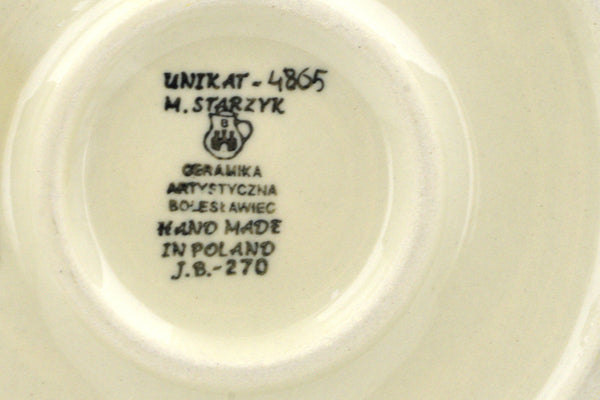 UNIKAT-4865
M. STARZYK
B
CERAMIKA
ARTYSTYCZNA
BOLESŁAWIEC
HAND MADE
IN POLAND
J.B.-270